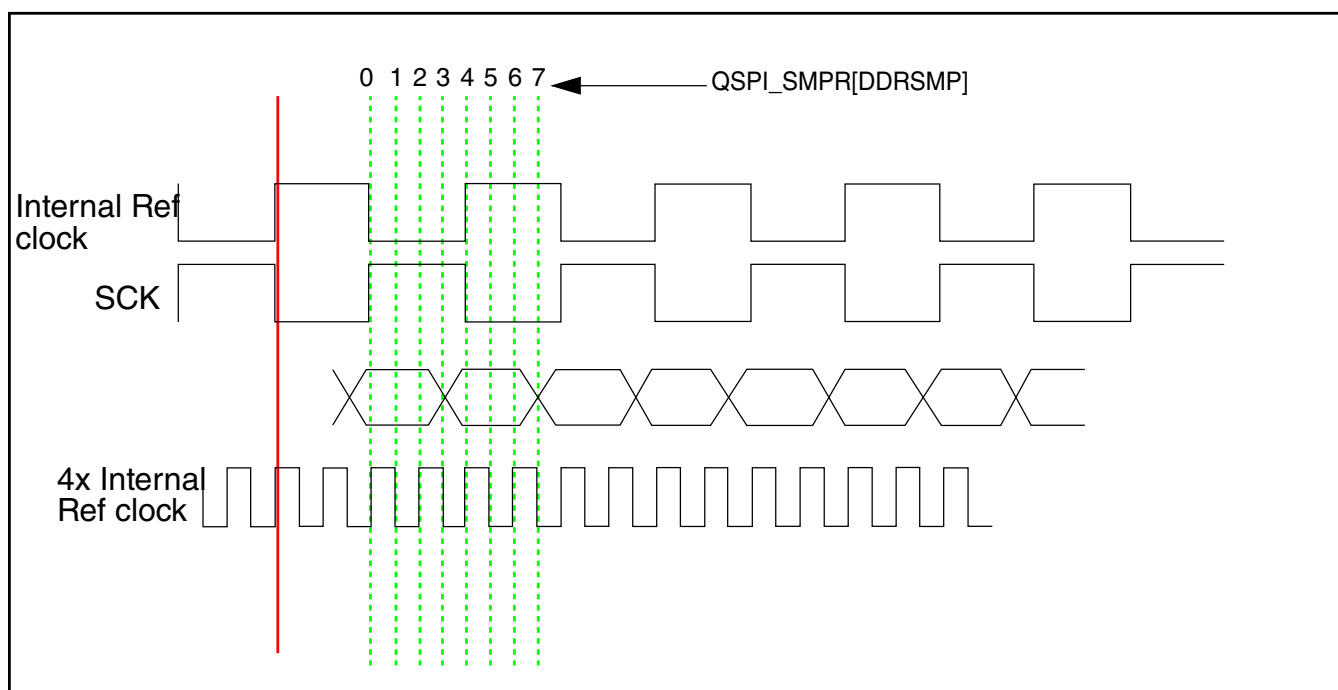 0 1 2 3 4 5 6 7 QSPI_SMPR[DDRSMP]
Internal Ref
clock
SCK
4x Internal
Ref clock